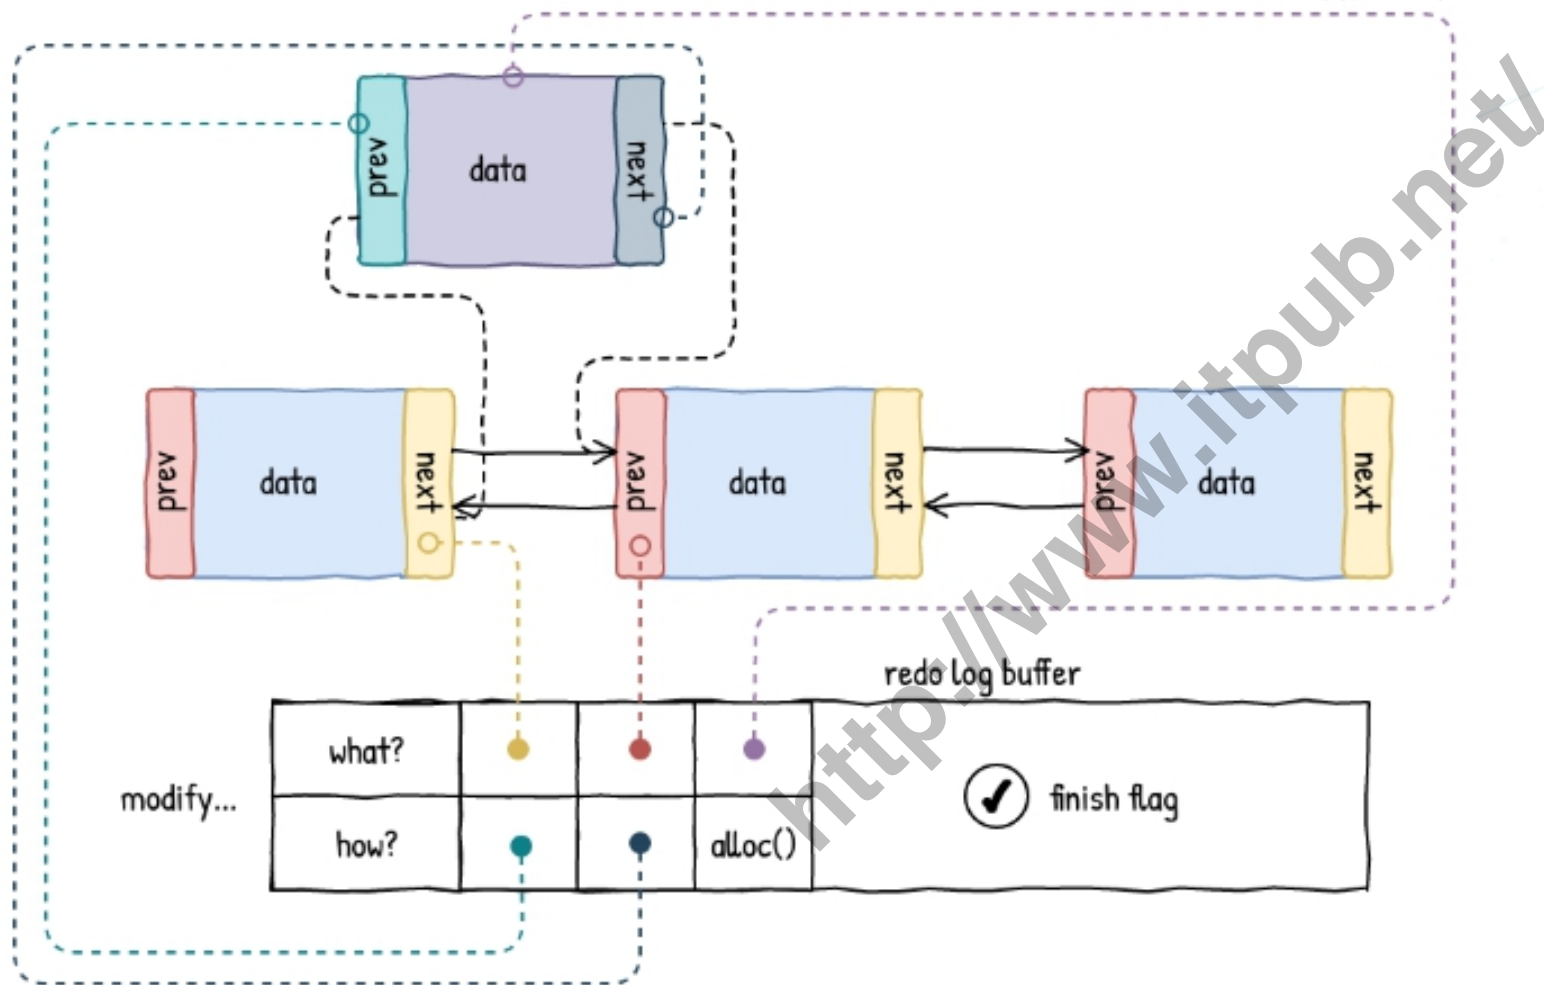 prev
data
next
prev
data
next
prev
data
next
prev
data
next
redo log buffer
modify...
what?
how?
alloc()
finish flag
http://www.itpub.net/